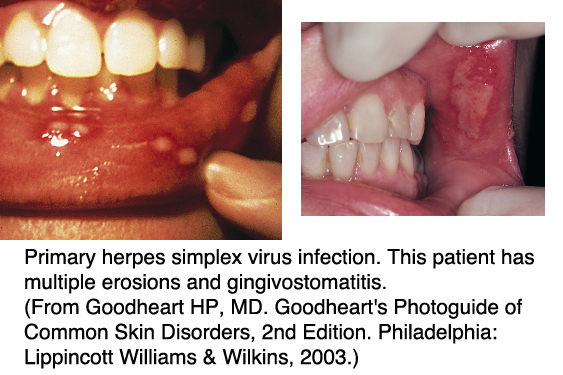 Primary herpes simplex virus infection. This patient has
multiple erosions and gingivostomatitis.
(From Goodheart HP, MD. Goodheart's Photoguide of
Common Skin Disorders, 2nd Edition. Philadelphia:
Lippincott Williams & Wilkins, 2003.)